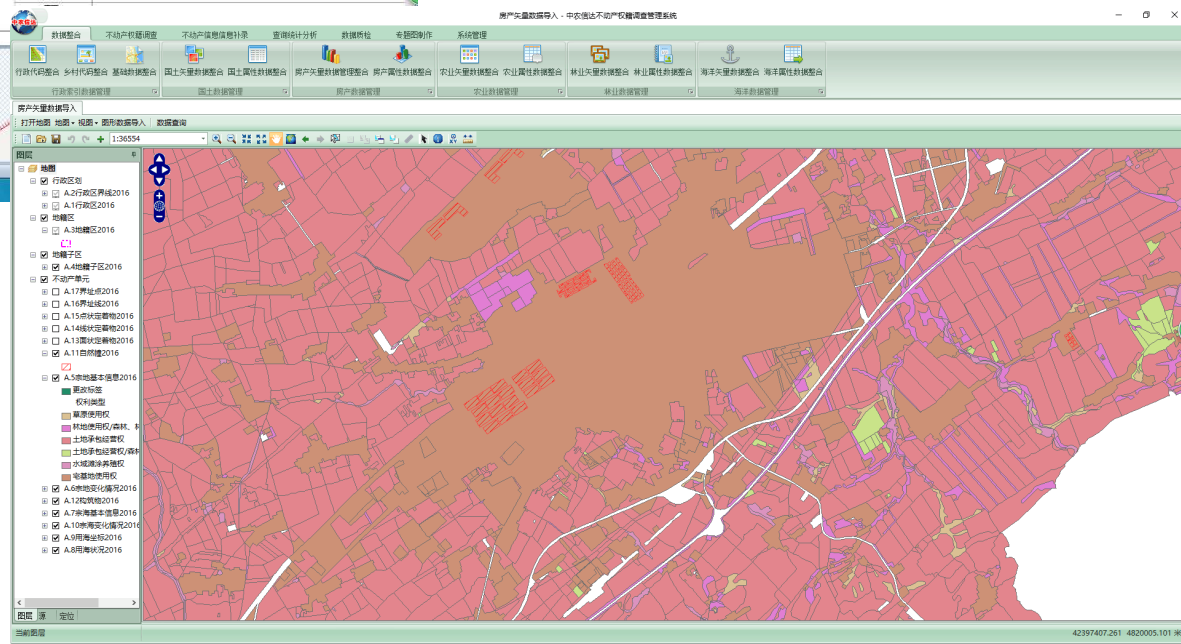 房产矢量数据导入 - 中农信达不动产权籍调查管理系统
中农信达
数据整合 不动产权籍调查 不动产信息信息补录 查询统计分析 数据质检 专题图制作 系统管理
行政代码整合 乡村代码整合 基础数据整合 国土矢量数据整合 国土属性数据整合 房产矢量数据管理整合 房产属性数据整合 农业矢量数据整合 农业属性数据整合 林业矢量数据整合 林业属性数据整合 海洋矢量数据整合 海洋属性数据整合
行政索引数据管理 国土数据管理 房产数据管理 农业数据管理 林业数据管理 海洋数据管理
房产矢量数据导入
打开地图 地图 视图 图形数据导入 数据查询
1:36554
图层
地图
行政区划
A.2行政区界线2016
A.1行政区2016
地籍区
A.3地籍区2016
地籍子区
A.4地籍子区2016
不动产单元
A.17界址点2016
A.16界址线2016
A.15点状定着物2016
A.14线状定着物2016
A.13面状定着物2016
A.11自然幢2016
A.5宗地基本信息2016
更改标签
权利类型
草原使用权
林地使用权/森林、林
土地承包经营权
土地承包经营权/森林
水域滩涂养殖权
宅基地使用权
A.6宗地变化情况2016
A.12构筑物2016
A.7宗海基本信息2016
A.10宗海变化情况2016
A.9用海坐标2016
A.8用海状况2016
图层 源 定位
当前图层
42397407.261 4820005.101 米